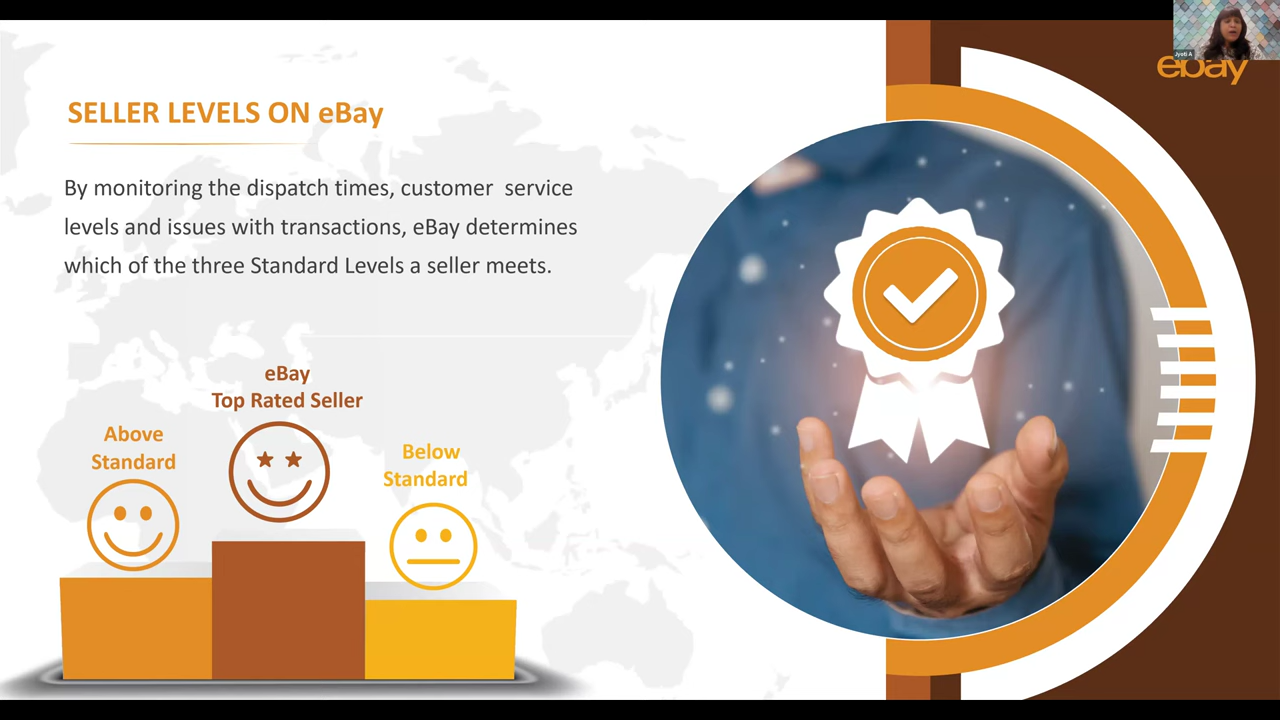 Jyoti A
ebay
SELLER LEVELS ON eBay
By monitoring the dispatch times, customer service
levels and issues with transactions, eBay determines
which of the three Standard Levels a seller meets.
eBay
Top Rated Seller
Above
Standard
Below
Standard